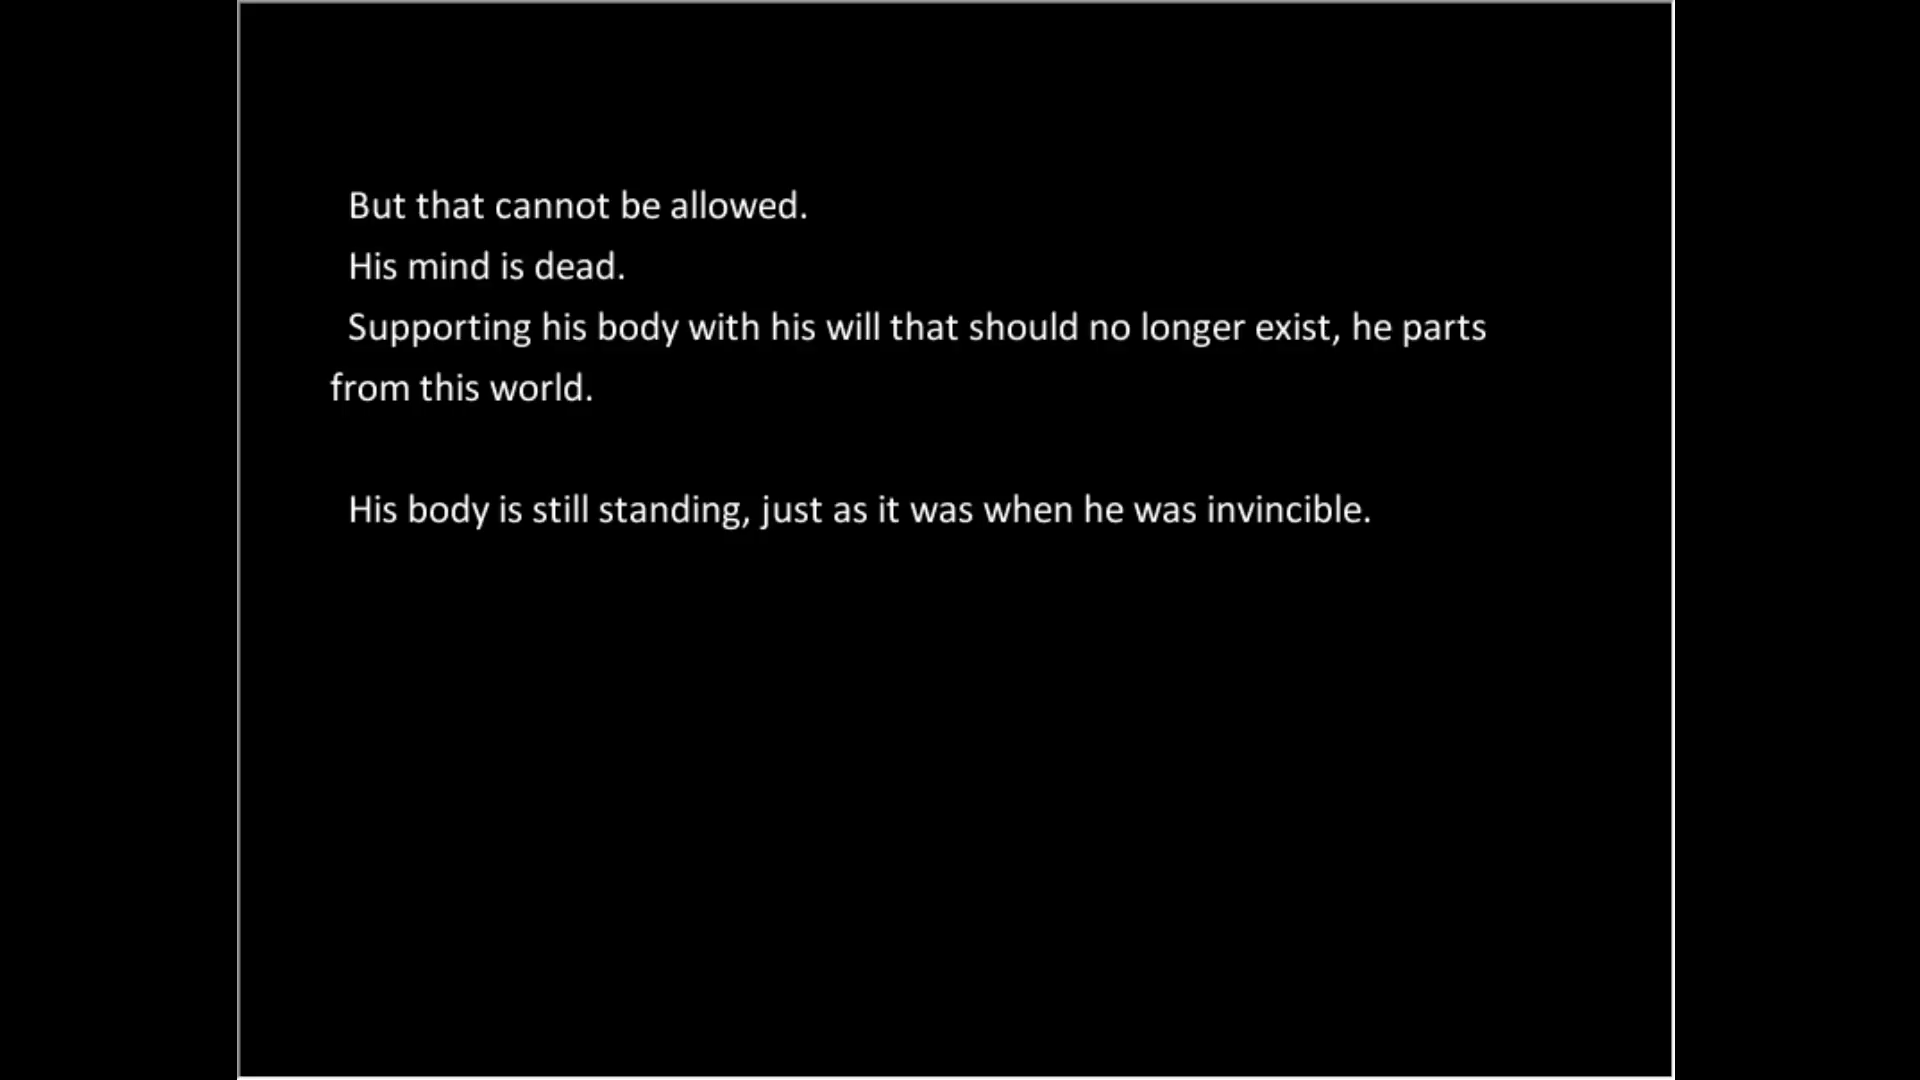 But that cannot be allowed.
His mind is dead.
Supporting his body with his will that should no longer exist, he parts
from this world.
His body is still standing, just as it was when he was invincible.